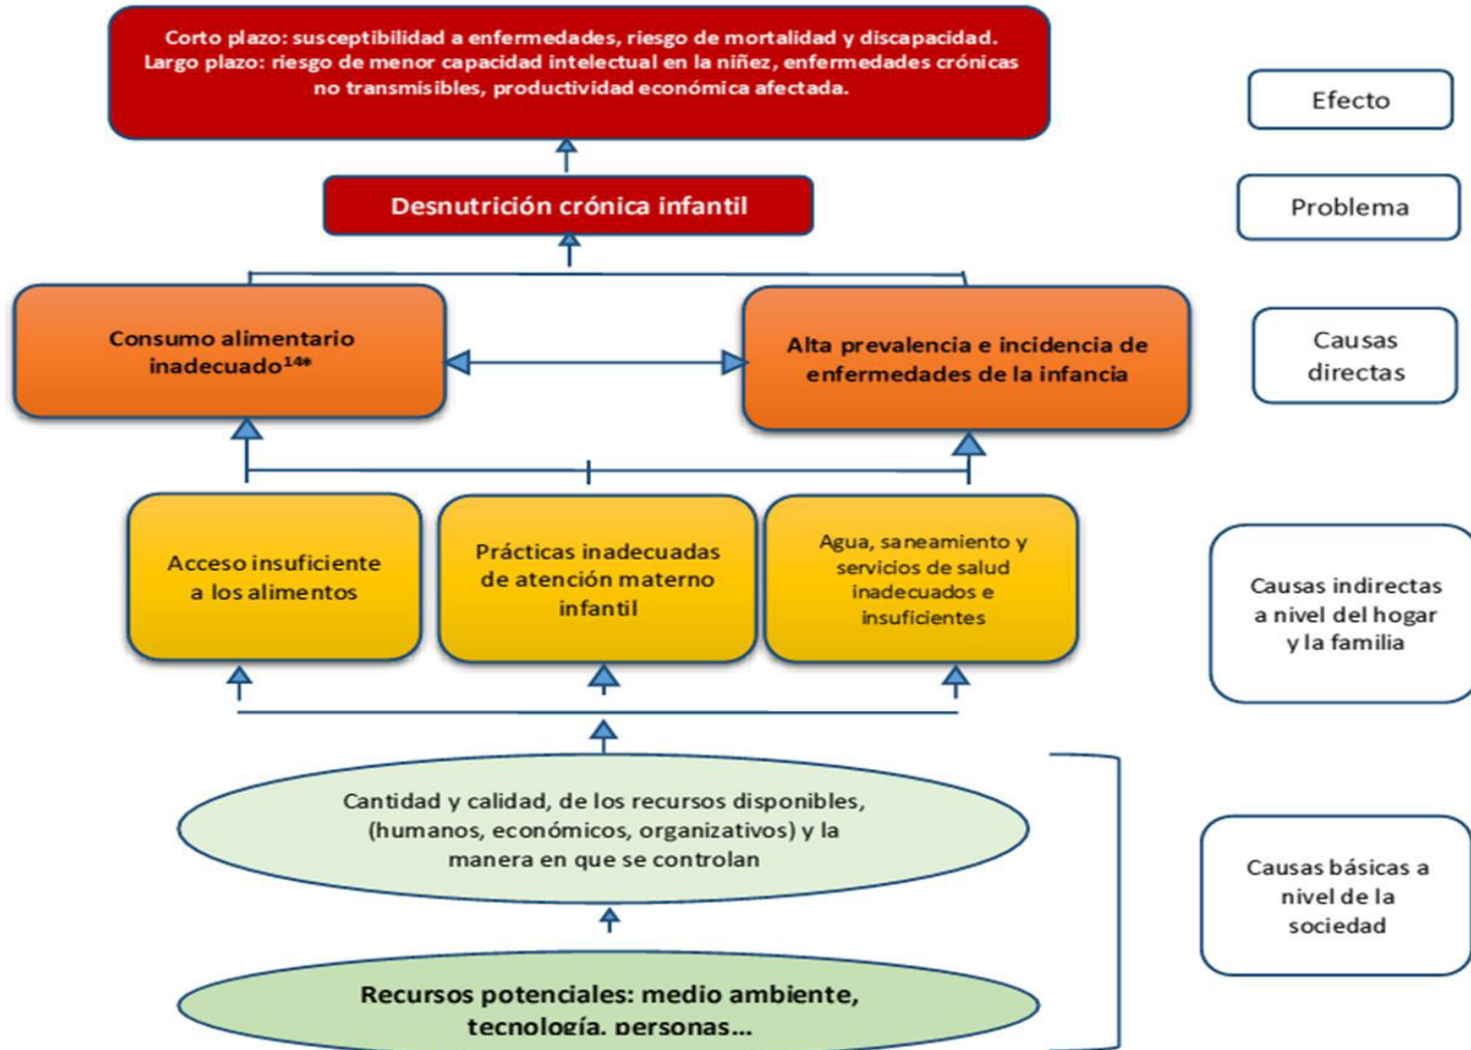 Corto plazo: susceptibilidad a enfermedades, riesgo de mortalidad y discapacidad.
Largo plazo: riesgo de menor capacidad intelectual en la niñez, enfermedades crónicas
no transmisibles, productividad económica afectada.
Efecto
Desnutrición crónica infantil
Problema
Consumo alimentario
inadecuado¹⁴*
Alta prevalencia e incidencia de
enfermedades de la infancia
Causas
directas
Acceso insuficiente
a los alimentos
Prácticas inadecuadas
de atención materno
infantil
Agua, saneamiento y
servicios de salud
inadecuados e
insuficientes
Causas indirectas
a nivel del hogar
y la familia
Cantidad y calidad, de los recursos disponibles,
(humanos, económicos, organizativos) y la
manera en que se controlan
Causas básicas a
nivel de la
sociedad
Recursos potenciales: medio ambiente,
tecnología, personas...